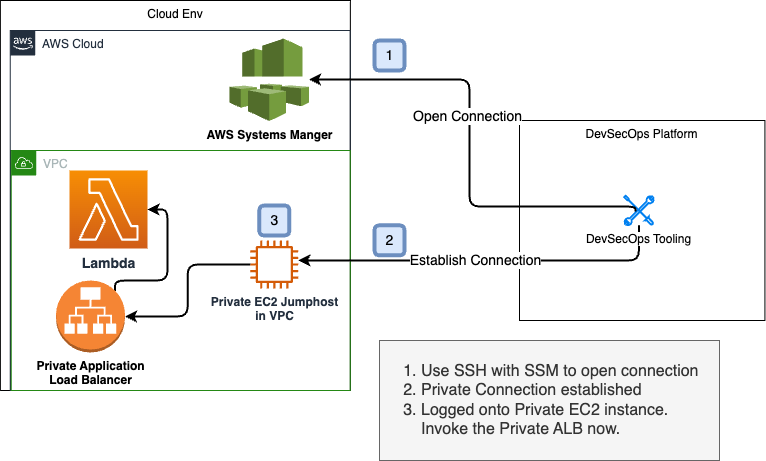 Cloud Env
aws
AWS Cloud
AWS Systems Manger
1
Open Connection
DevSecOps Platform
DevSecOps Tooling
VPC
Lambda
3
2
Establish Connection
Private EC2 Jumphost
in VPC
Private Application
Load Balancer
1. Use SSH with SSM to open connection
2. Private Connection established
3. Logged onto Private EC2 instance.
Invoke the Private ALB now.